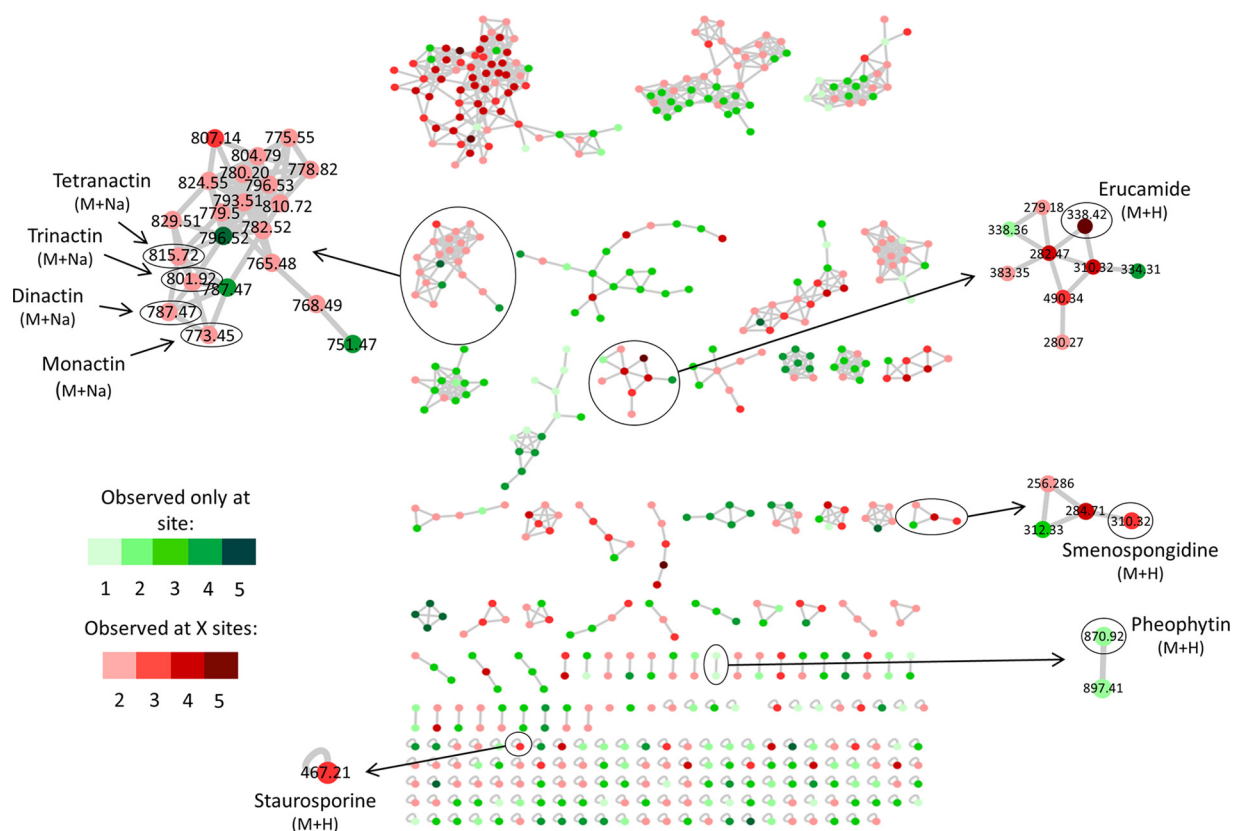 807.14
775.55
804.79
778.82
780.20
824.55
796.53
793.51
810.72
779.5
829.51
782.52
796.52
815.72
765.48
801.92
787.47
768.49
787.47
773.45
751.47
Tetranactin
(M+Na)
Trinactin
(M+Na)
Dinactin
(M+Na)
Monactin
(M+Na)
Erucamide
(M+H)
279.18
338.42
338.36
282.47
383.35
310.32
334.31
490.34
280.27
256.286
284.71
310.32
312.33
Smenospongidine
(M+H)
870.92
Pheophytin
(M+H)
897.41
Observed only at
site:
1 2 3 4 5
Observed at X sites:
2 3 4 5
467.21
Staurosporine
(M+H)